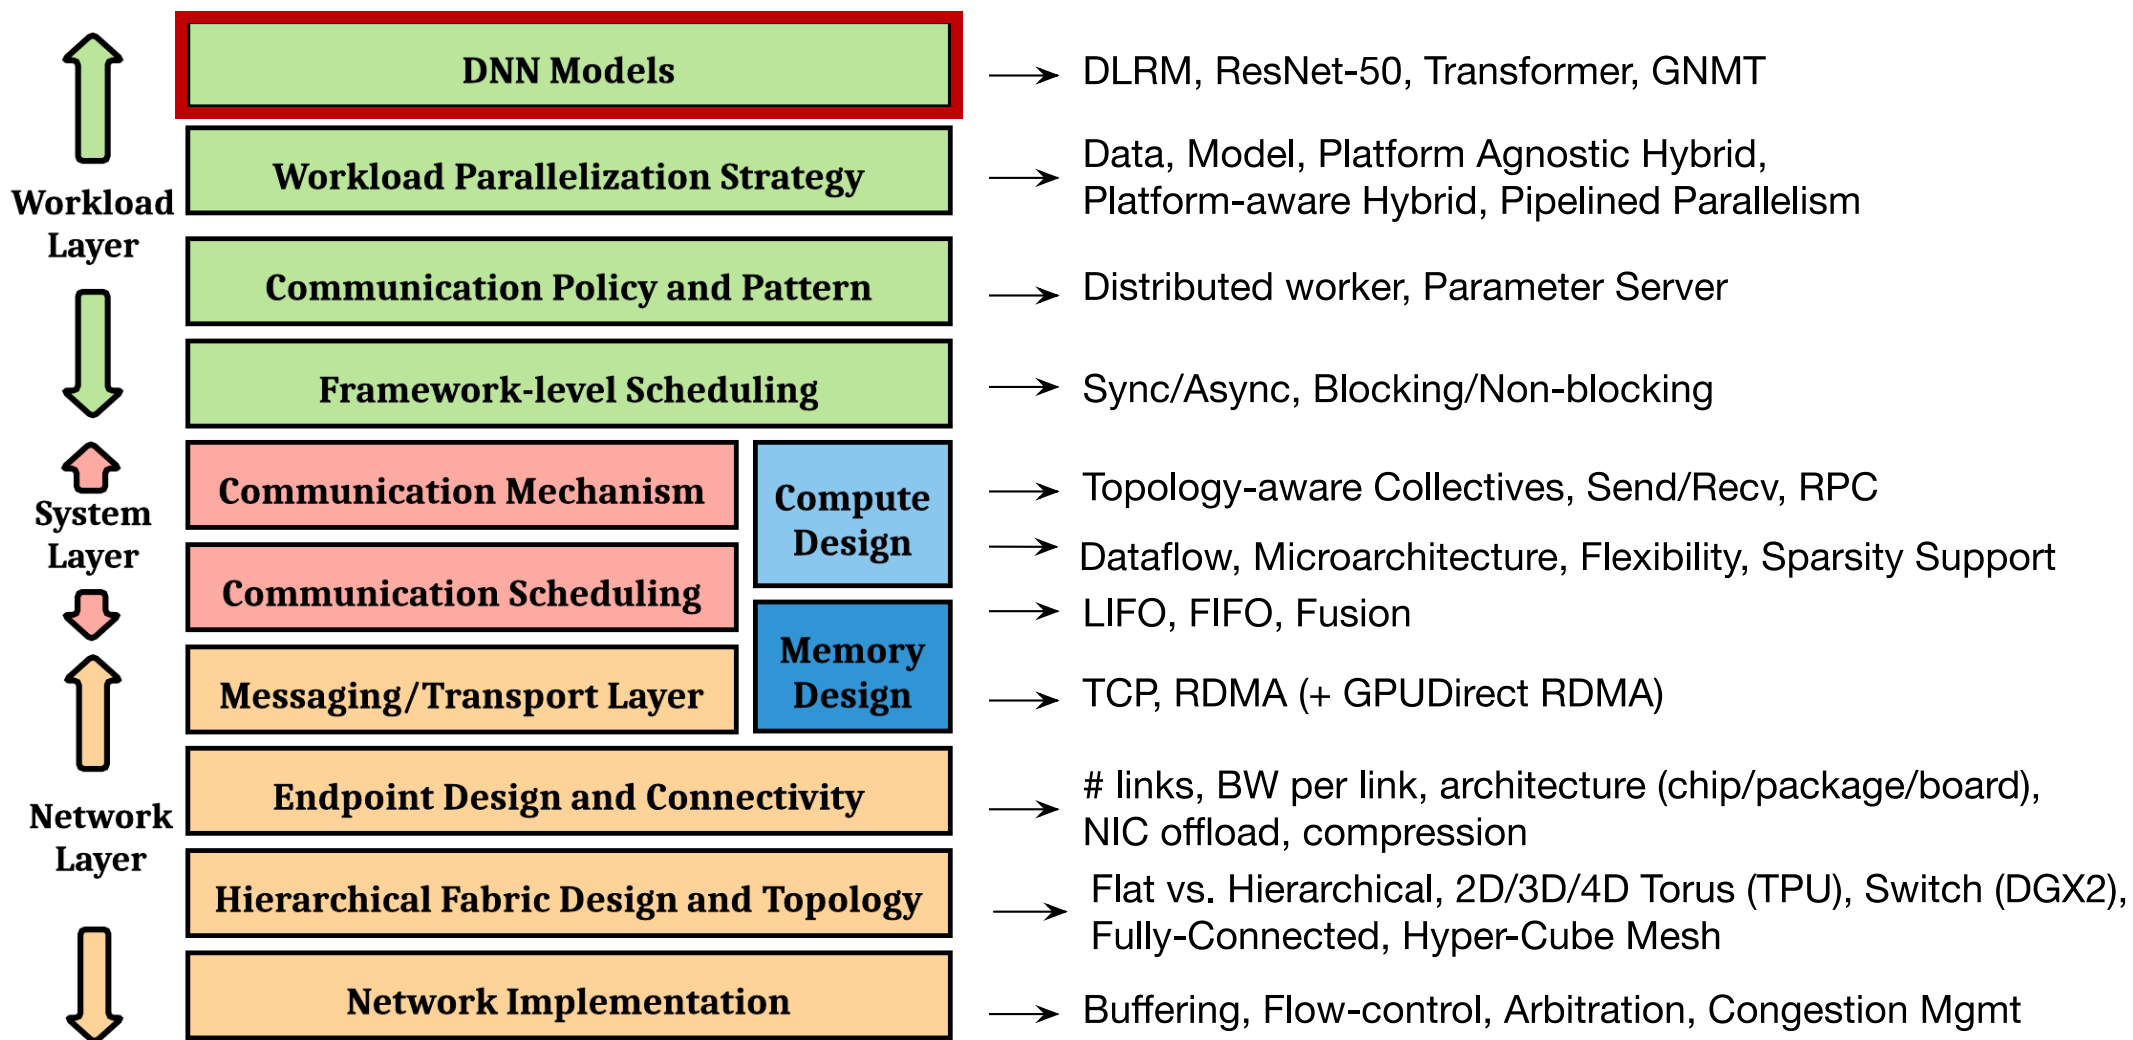 DNN Models
DLRM, ResNet-50, Transformer, GNMT
Workload Parallelization Strategy
Data, Model, Platform Agnostic Hybrid,
Platform-aware Hybrid, Pipelined Parallelism
Workload
Layer
Communication Policy and Pattern
Distributed worker, Parameter Server
Framework-level Scheduling
Sync/Async, Blocking/Non-blocking
Communication Mechanism
Compute
Design
Topology-aware Collectives, Send/Recv, RPC
System
Layer
Dataflow, Microarchitecture, Flexibility, Sparsity Support
Communication Scheduling
LIFO, FIFO, Fusion
Memory
Design
Messaging/Transport Layer
TCP, RDMA (+ GPUDirect RDMA)
Network
Layer
Endpoint Design and Connectivity
# links, BW per link, architecture (chip/package/board),
NIC offload, compression
Hierarchical Fabric Design and Topology
Flat vs. Hierarchical, 2D/3D/4D Torus (TPU), Switch (DGX2),
Fully-Connected, Hyper-Cube Mesh
Network Implementation
Buffering, Flow-control, Arbitration, Congestion Mgmt